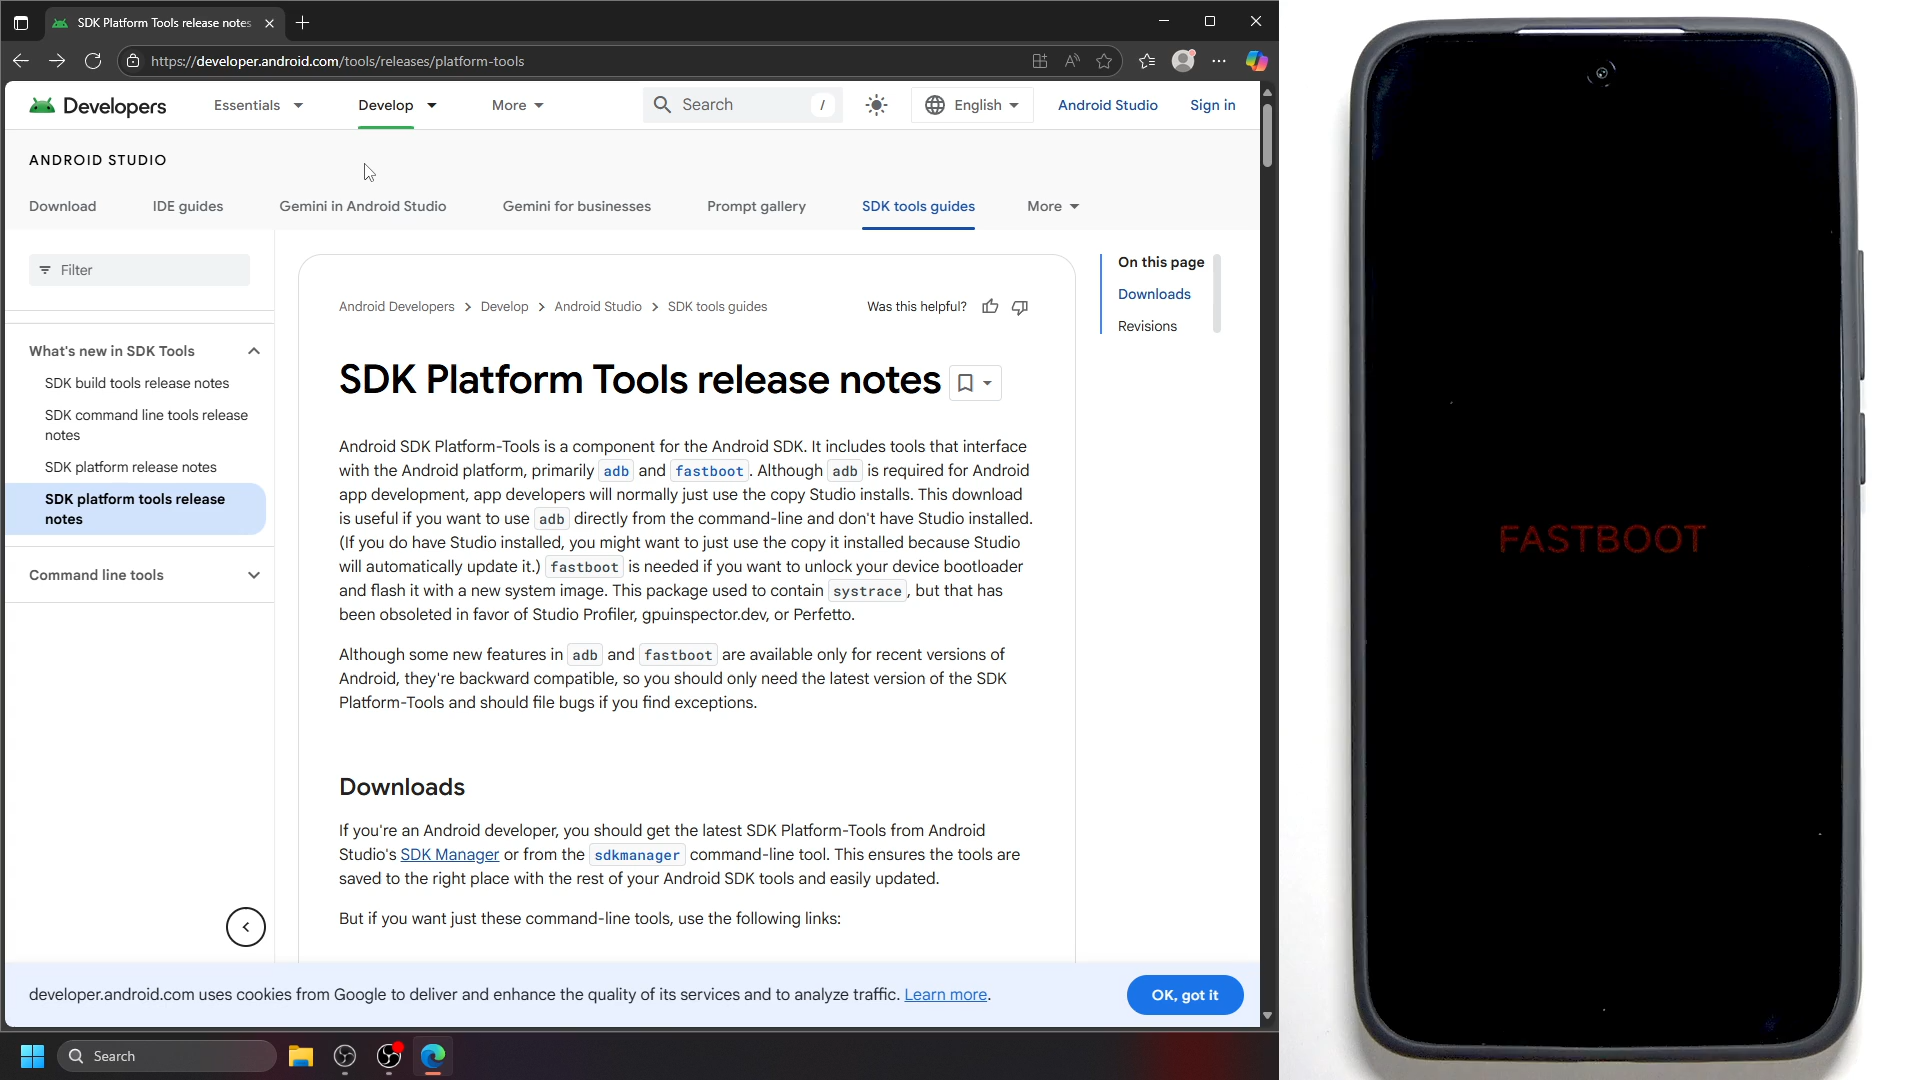 SDK Platform Tools release notes
https://developer.android.com/tools/releases/platform-tools
Developers
Essentials
Develop
More
Search
/
English
Android Studio
Sign in
ANDROID STUDIO
Download
IDE guides
Gemini in Android Studio
Gemini for businesses
Prompt gallery
SDK tools guides
More
Filter
What's new in SDK Tools
SDK build tools release notes
SDK command line tools release
notes
SDK platform release notes
SDK platform tools release
notes
Command line tools
Android Developers > Develop > Android Studio > SDK tools guides
Was this helpful?
SDK Platform Tools release notes
Android SDK Platform-Tools is a component for the Android SDK. It includes tools that interface
with the Android platform, primarily adb and fastboot. Although adb is required for Android
app development, app developers will normally just use the copy Studio installs. This download
is useful if you want to use adb directly from the command-line and don't have Studio installed.
(If you do have Studio installed, you might want to just use the copy it installed because Studio
will automatically update it.) fastboot is needed if you want to unlock your device bootloader
and flash it with a new system image. This package used to contain systrace, but that has
been obsoleted in favor of Studio Profiler, gpuinspector.dev, or Perfetto.
Although some new features in adb and fastboot are available only for recent versions of
Android, they're backward compatible, so you should only need the latest version of the SDK
Platform-Tools and should file bugs if you find exceptions.
Downloads
If you're an Android developer, you should get the latest SDK Platform-Tools from Android
Studio's SDK Manager or from the sdkmanager command-line tool. This ensures the tools are
saved to the right place with the rest of your Android SDK tools and easily updated.
But if you want just these command-line tools, use the following links:
On this page
Downloads
Revisions
developer.android.com uses cookies from Google to deliver and enhance the quality of its services and to analyze traffic. Learn more.
OK, got it
Search
FASTBOOT